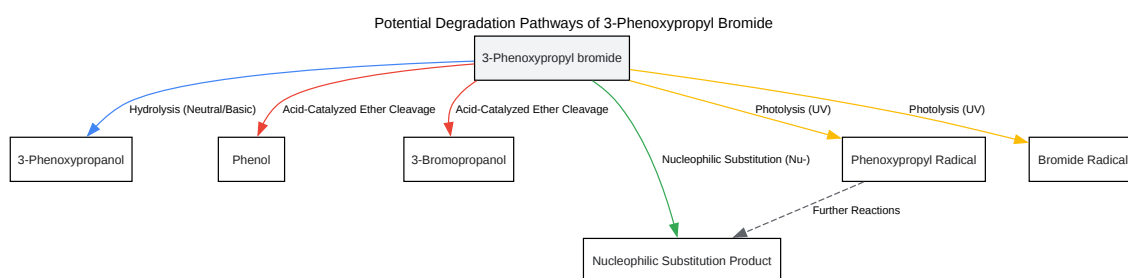 Potential Degradation Pathways of 3-Phenoxypropyl Bromide
3-Phenoxypropyl bromide
Hydrolysis (Neutral/Basic)
Acid-Catalyzed Ether Cleavage
Acid-Catalyzed Ether Cleavage
Photolysis (UV)
Photolysis (UV)
3-Phenoxypropanol
Phenol
3-Bromopropanol
Nucleophilic Substitution (Nu-)
Phenoxypropyl Radical
Bromide Radical
Further Reactions
Nucleophilic Substitution Product